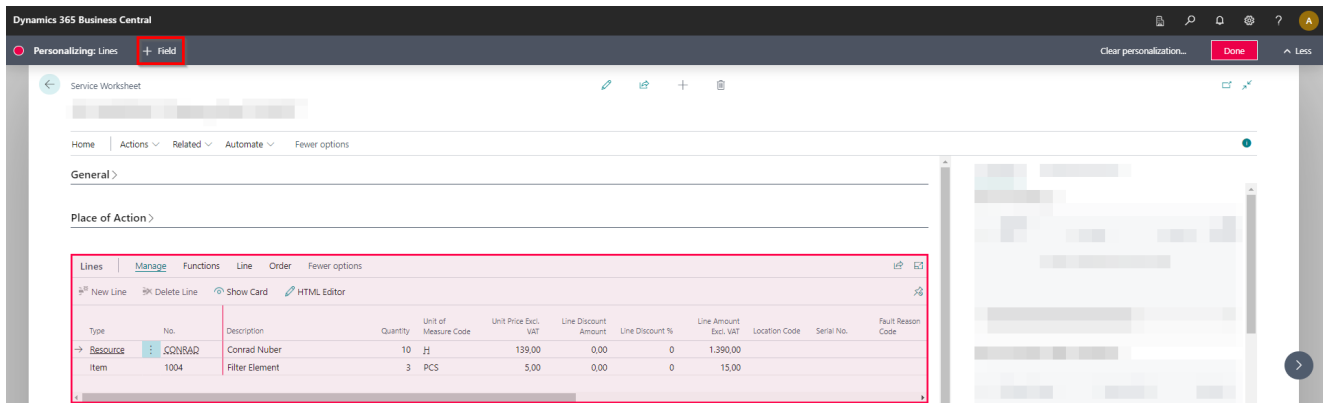 Dynamics 365 Business Central ? A
Personalizing: Lines + Field Clear personalization... Done Less
Service Worksheet
Home Actions Related Automate Fewer options
General
Place of Action
Lines Manage Functions Line Order Fewer options
New Line Delete Line Show Card HTML Editor
Type No. Description Quantity Unit of Measure Code Unit Price Excl. VAT Line Discount Amount Line Discount % Line Amount Excl. VAT Location Code Serial No. Fault Reason Code
Resource CONRAD Conrad Nuber 10 H 139,00 0,00 0 1.390,00
Item 1004 Filter Element 3 PCS 5,00 0,00 0 15,00